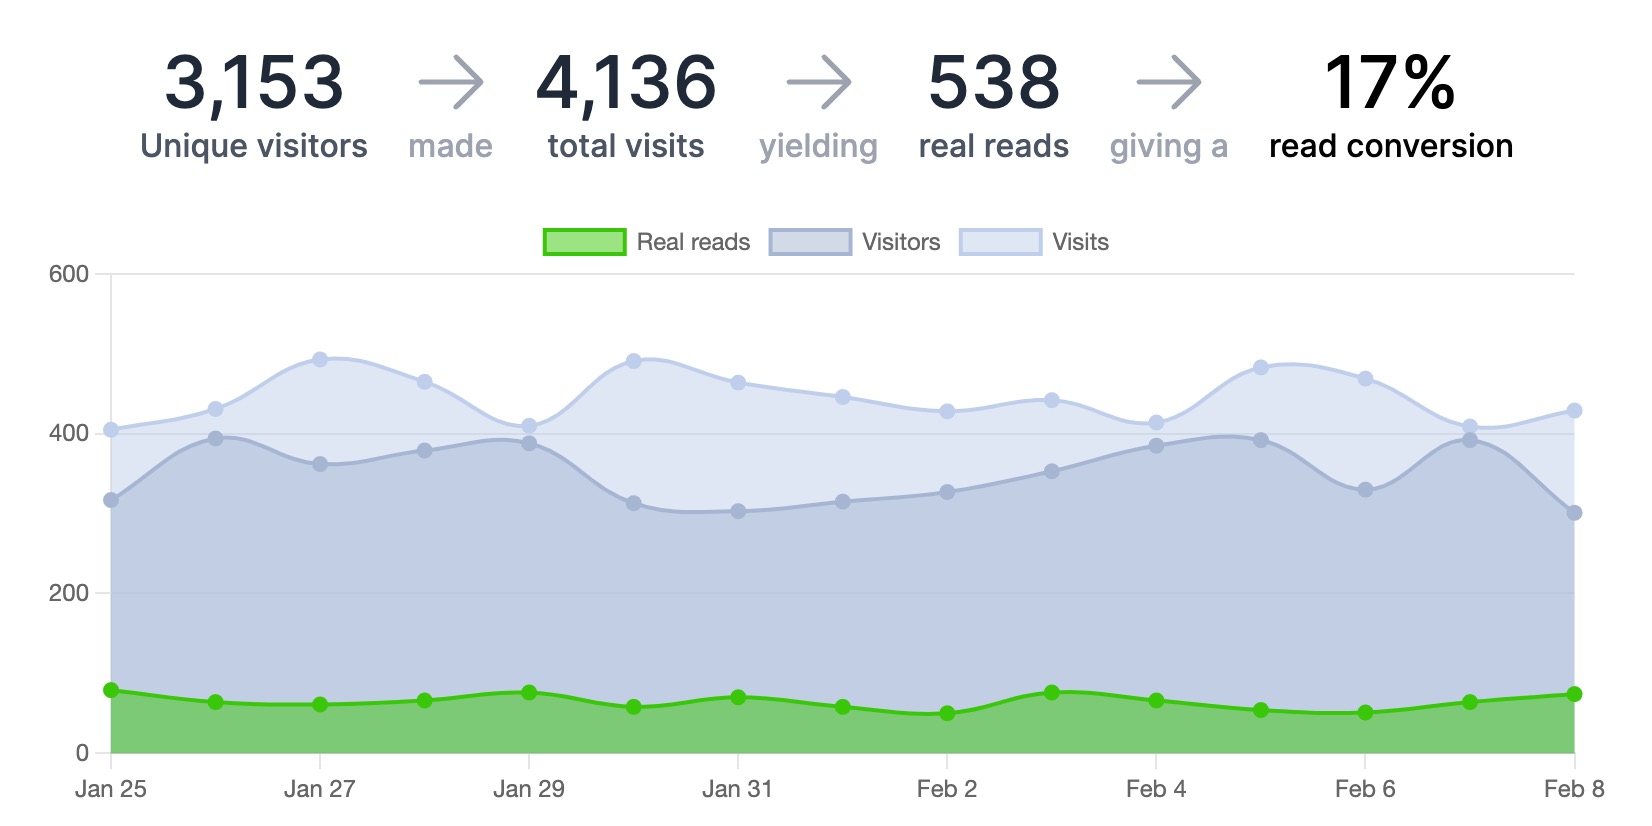 3,153 4,136 538 17%
Unique visitors made total visits yielding real reads giving a read conversion
Real reads Visitors Visits
600
400
200
0
Jan 25 Jan 27 Jan 29 Jan 31 Feb 2 Feb 4 Feb 6 Feb 8